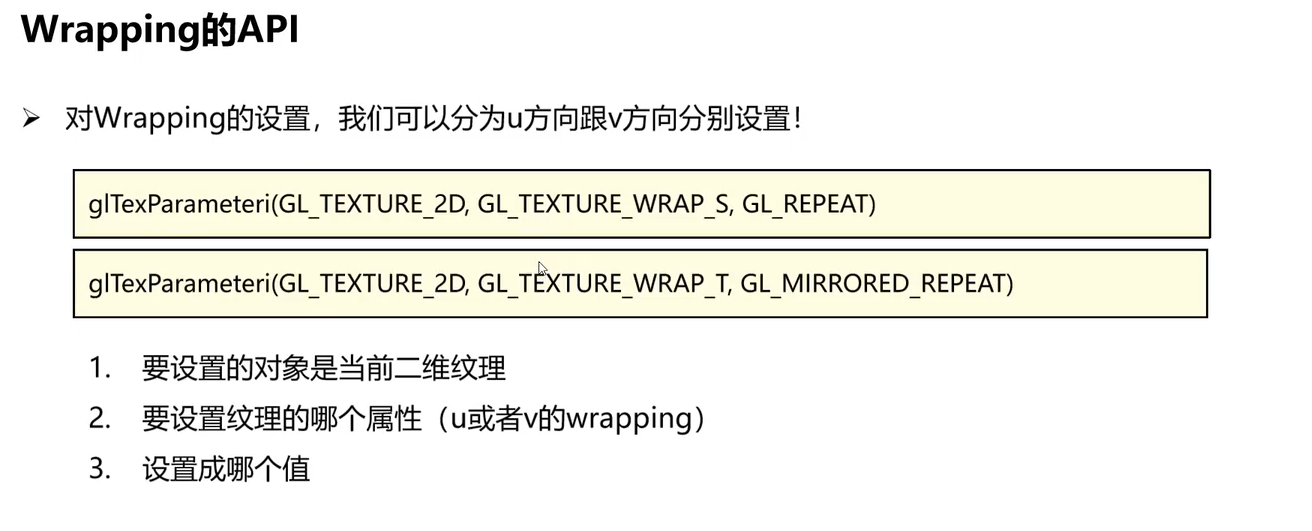 Wrapping的API
➢ 对Wrapping的设置，我们可以分为u方向跟v方向分别设置！
glTexParameteri(GL_TEXTURE_2D, GL_TEXTURE_WRAP_S, GL_REPEAT)
glTexParameteri(GL_TEXTURE_2D, GL_TEXTURE_WRAP_T, GL_MIRRORED_REPEAT)
1. 要设置的对象是当前二维纹理
2. 要设置纹理的哪个属性（u或者v的wrapping）
3. 设置成哪个值